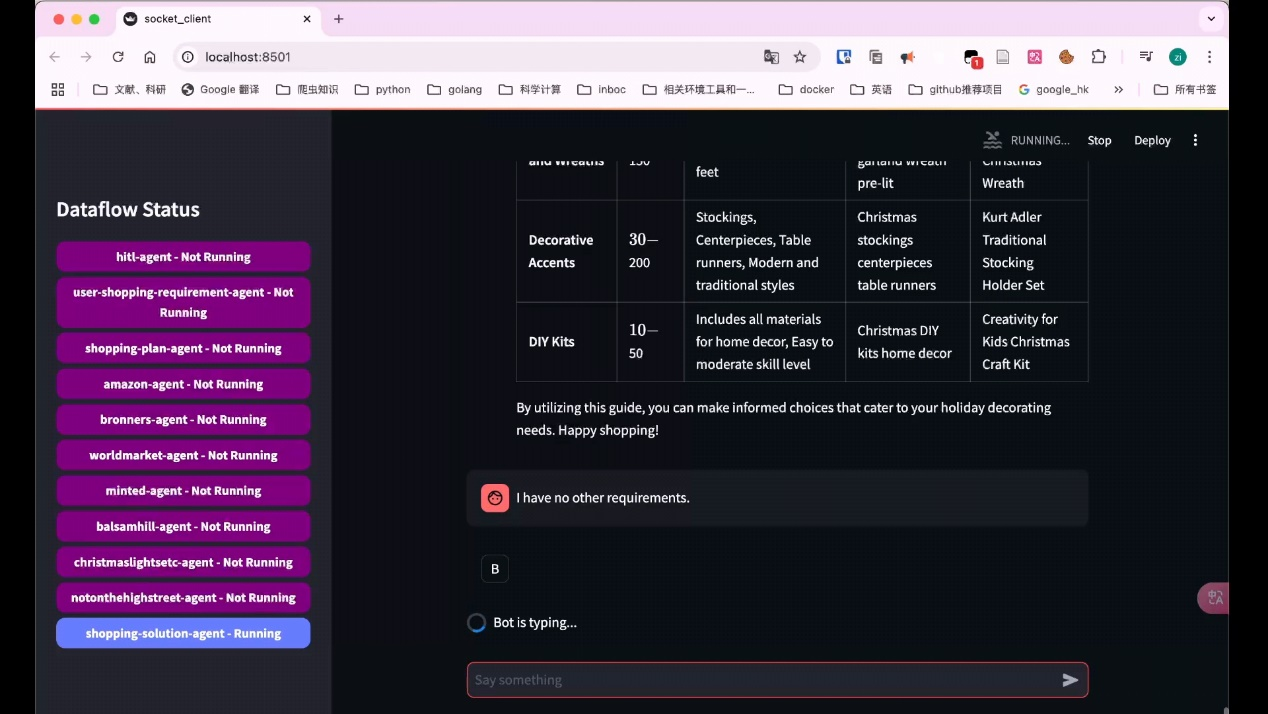 socket_client
localhost:8501
1
zi
文献、科研
Google 翻译
爬虫知识
python
golang
科学计算
inboc
相关环境工具和一...
docker
英语
github推荐项目
google_hk
所有书签
RUNNING...
Stop
Deploy
Dataflow Status
hitl-agent - Not Running
user-shopping-requirement-agent - Not
Running
shopping-plan-agent - Not Running
amazon-agent - Not Running
bronners-agent - Not Running
worldmarket-agent - Not Running
minted-agent - Not Running
balsamhill-agent - Not Running
christmaslightsetc-agent - Not Running
notonthehighstreet-agent - Not Running
shopping-solution-agent - Running
and Wreaths
150
feet
garland wreath
pre-lit
Christmas
Wreath
Decorative
Accents
30–
200
Stockings,
Centerpieces, Table
runners, Modern and
traditional styles
Christmas
stockings
centerpieces
table runners
Kurt Adler
Traditional
Stocking
Holder Set
DIY Kits
10–
50
Includes all materials
for home decor, Easy to
moderate skill level
Christmas DIY
kits home decor
Creativity for
Kids Christmas
Craft Kit
By utilizing this guide, you can make informed choices that cater to your holiday decorating
needs. Happy shopping!
I have no other requirements.
B
Bot is typing...
Say something